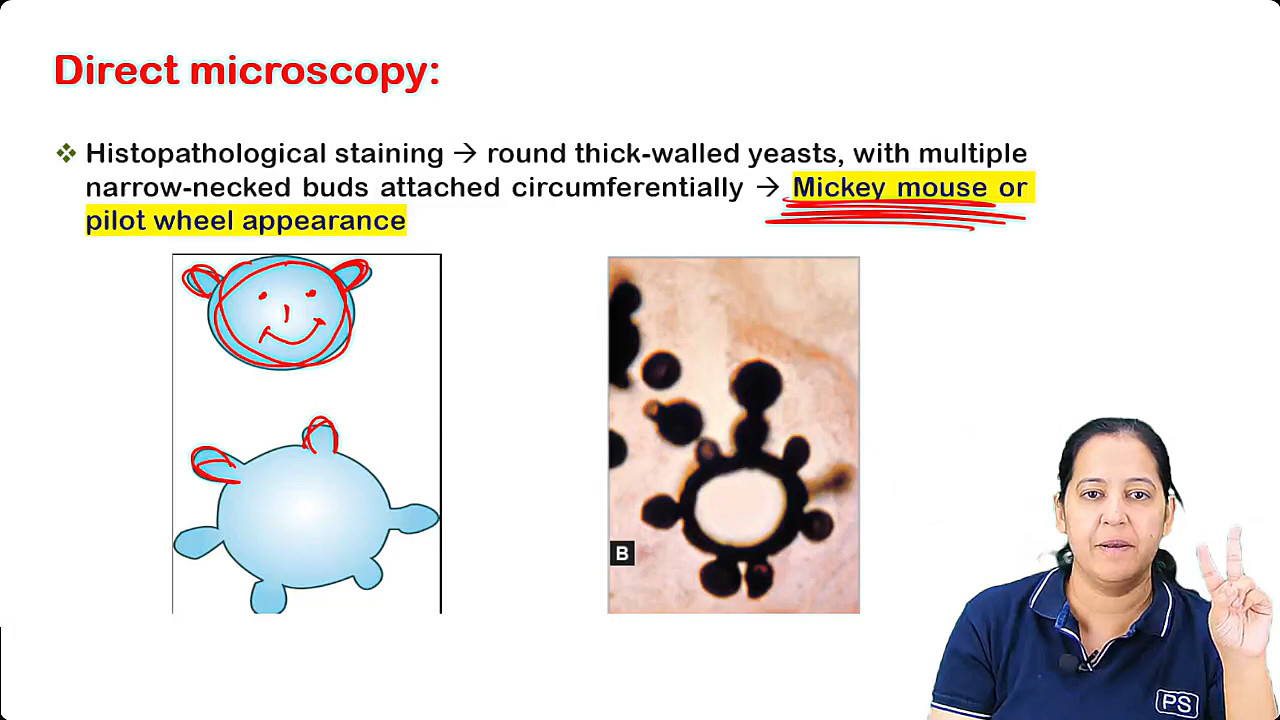 Direct microscopy:
❖ Histopathological staining → round thick-walled yeasts, with multiple
narrow-necked buds attached circumferentially → Mickey mouse or
pilot wheel appearance
B
PS